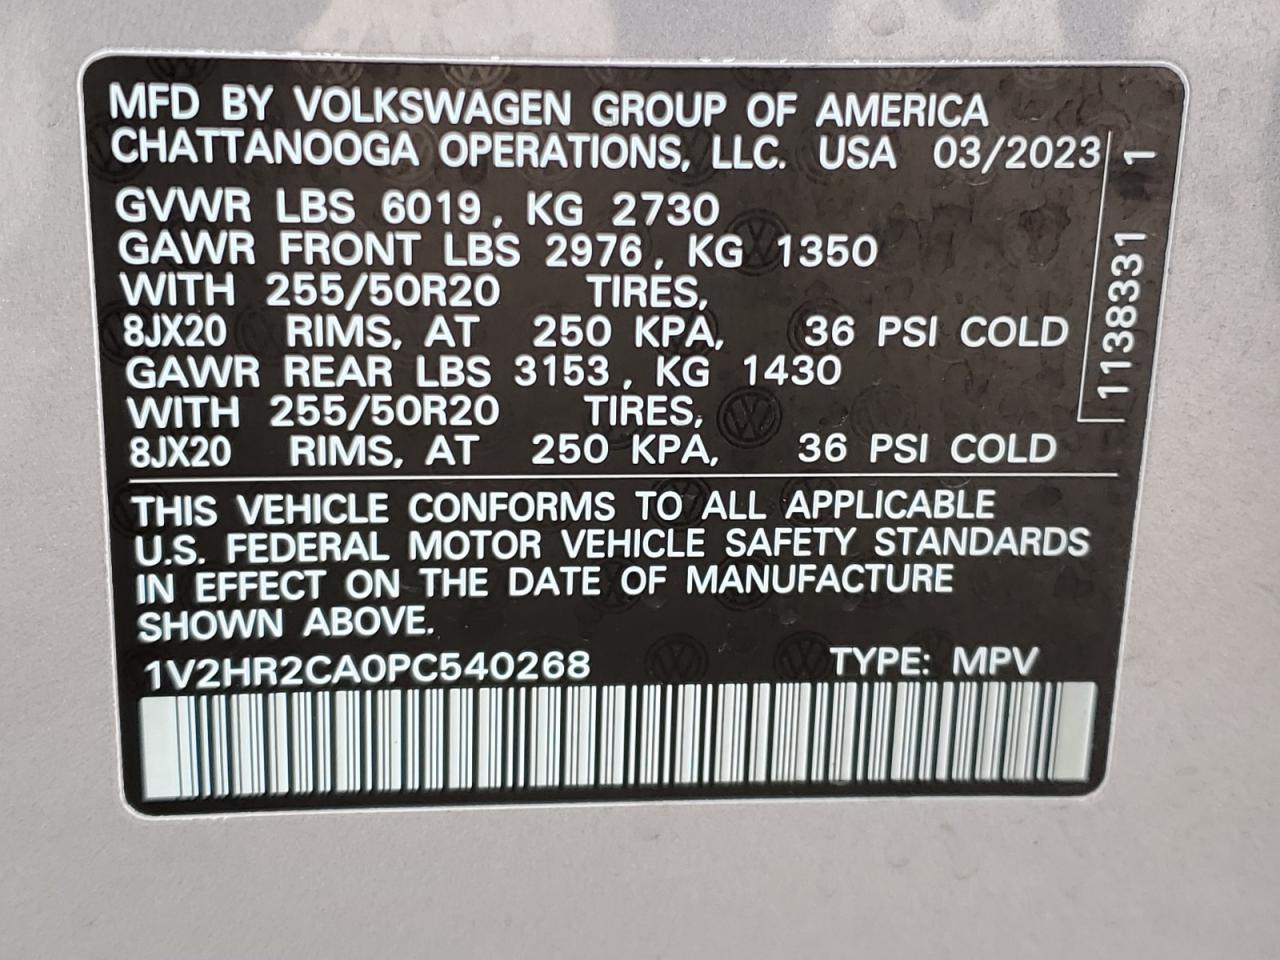 MFD BY VOLKSWAGEN GROUP OF AMERICA
CHATTANOOGA OPERATIONS, LLC. USA 03/2023
GVWR LBS 6019, KG 2730
GAWR FRONT LBS 2976, KG 1350
WITH 255/50R20 TIRES,
8JX20 RIMS, AT 250 KPA, 36 PSI COLD
GAWR REAR LBS 3153, KG 1430
WITH 255/50R20 TIRES,
8JX20 RIMS, AT 250 KPA, 36 PSI COLD
1138331 1
THIS VEHICLE CONFORMS TO ALL APPLICABLE
U.S. FEDERAL MOTOR VEHICLE SAFETY STANDARDS
IN EFFECT ON THE DATE OF MANUFACTURE
SHOWN ABOVE.
1V2HR2CA0PC540268 TYPE: MPV